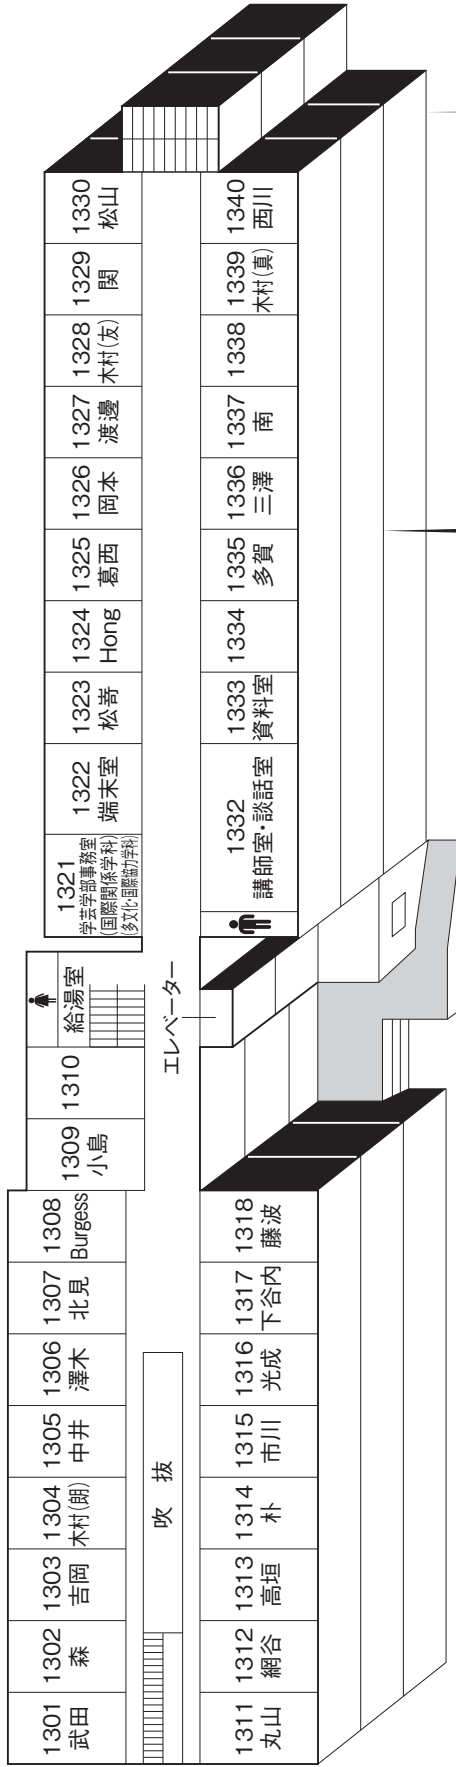 1301
武田
1302
森
1303
吉岡
1304
木村(朗)
1305
中井
1306
澤木
1307
北見
1308
Burgess
1309
小島
1310
給湯室
1321
学芸学部事務室
(国際関係学科)
(多文化・国際協力学科)
1322
端末室
1323
松嵜
1324
Hong
1325
葛西
1326
岡本
1327
渡邊
1328
木村(友)
1329
関
1330
松山
吹 抜
エレベーター
1311
丸山
1312
網谷
1313
高垣
1314
朴
1315
市川
1316
光成
1317
下谷内
1318
藤波
1332
講師室・談話室
1333
資料室
1334
1335
多賀
1336
三澤
1337
南
1338
1339
木村(真)
1340
西川